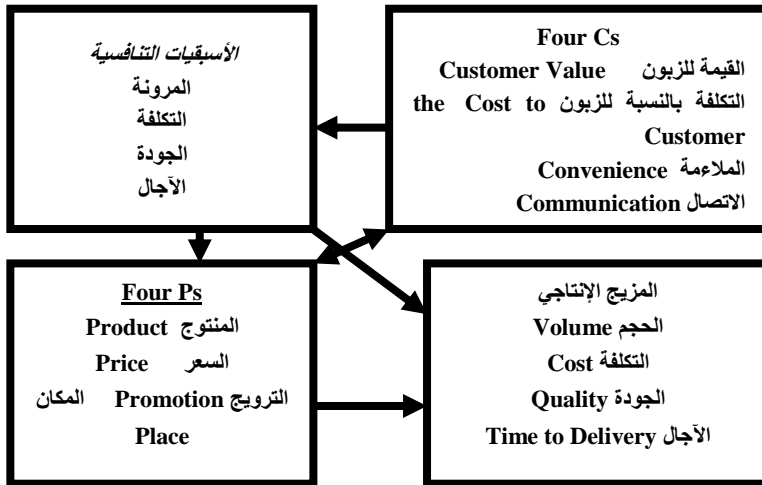 الأسبقيات التنافسية
المرونة
التكلفة
الجودة
الآجال
Four Cs
القيمة للزبون Customer Value
التكلفة بالنسبة للزبون the Cost to
Customer
الملاءمة Convenience
الاتصال Communication
Four Ps
المنتوج Product
السعر Price
الترويج Promotion المكان
Place
المزيج الإنتاجي
الحجم Volume
التكلفة Cost
الجودة Quality
الآجال Time to Delivery